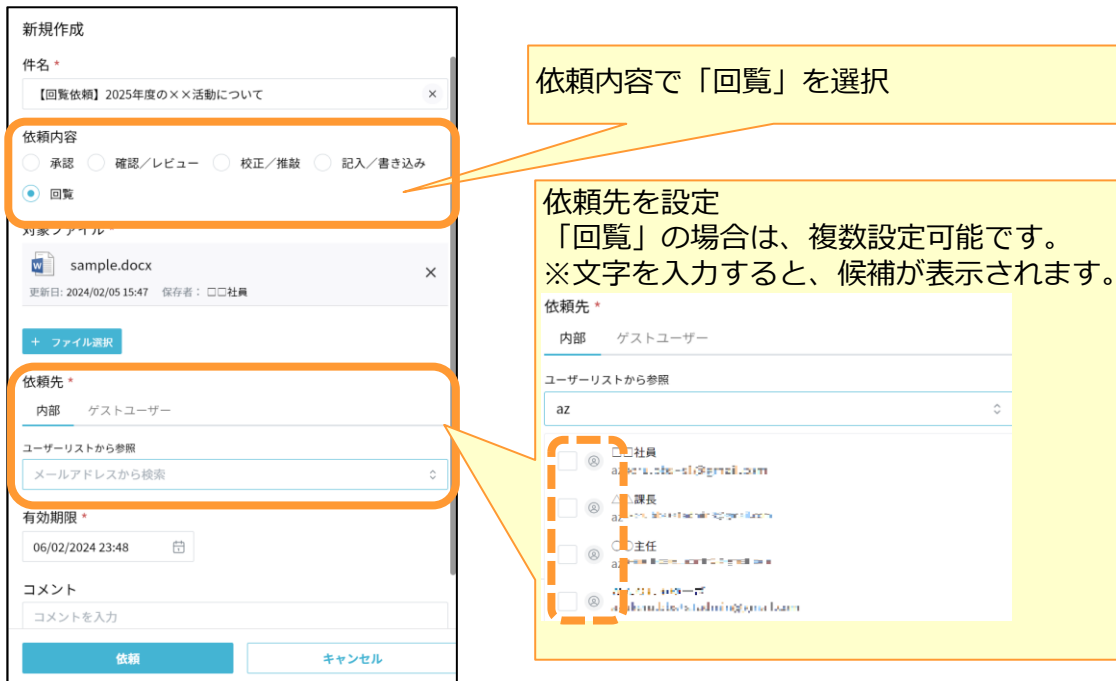 新規作成
件名 *
【回覧依頼】2025年度の××活動について
依頼内容
承認 確認／レビュー 校正／推敲 記入／書き込み
回覧
対象ファイル *
sample.docx
更新日: 2024/02/05 15:47 保存者： □□社員
+ ファイル選択
依頼先 *
内部 ゲストユーザー
ユーザーリストから参照
メールアドレスから検索
有効期限 *
06/02/2024 23:48
コメント
コメントを入力
依頼 キャンセル
依頼内容で「回覧」を選択
依頼先を設定
「回覧」の場合は、複数設定可能です。
※文字を入力すると、候補が表示されます。
依頼先 *
内部 ゲストユーザー
ユーザーリストから参照
az
□□社員
△△課長
○○主任